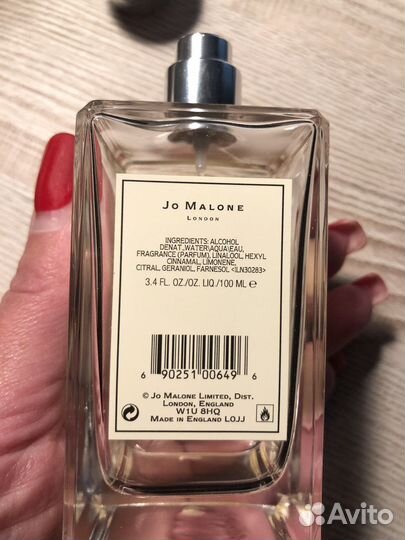 Jo Malone
London
INGREDIENTS: ALCOHOL
DENAT.,WATER\AQUA\EAU,
FRAGRANCE (PARFUM), LINALOOL, HEXYL
CINNAMAL, LIMONENE,
CITRAL, GERANIOL, FARNESOL <ILN30283>
3.4 FL. OZ./OZ. LIQ./100 ML ℮
6 90251 00649 6
© Jo Malone Limited, Dist.
London, England
W1U 8HQ
Made in England L0JJ
Avito